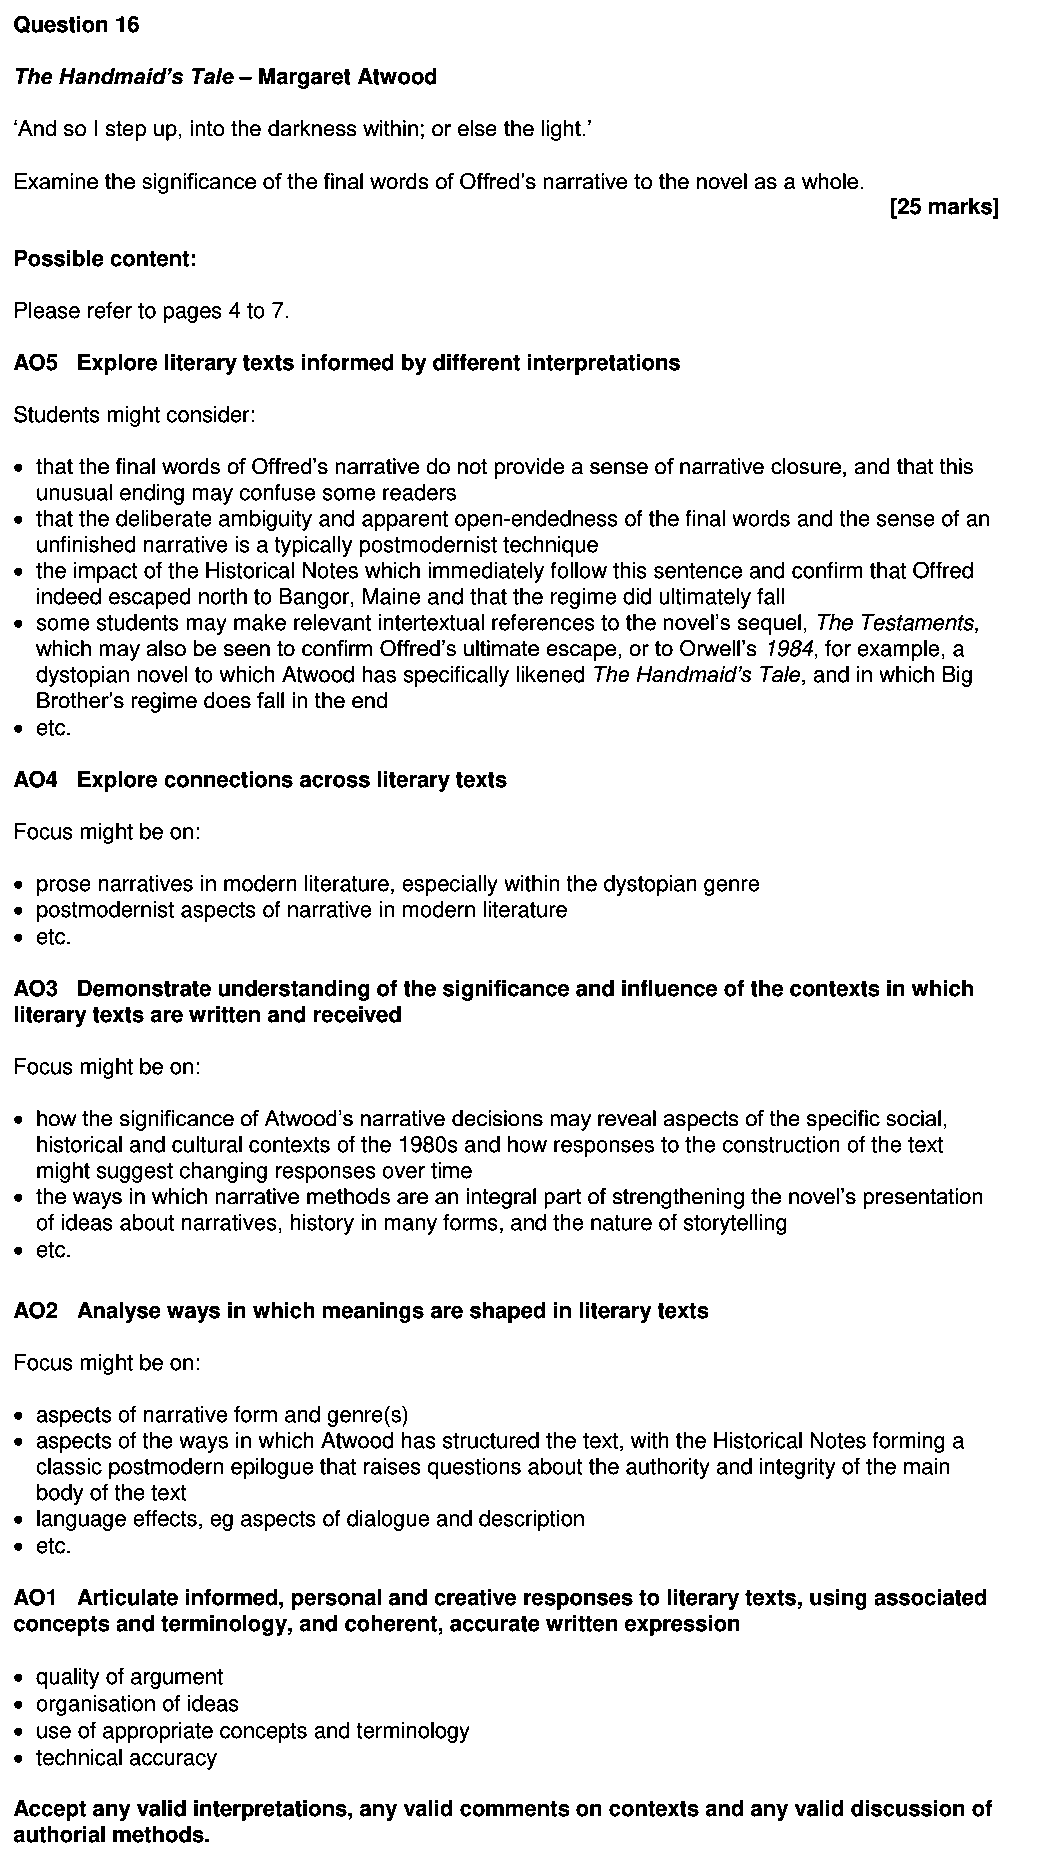 Question 16
The Handmaid's Tale – Margaret Atwood
'And so I step up, into the darkness within; or else the light.'
Examine the significance of the final words of Offred's narrative to the novel as a whole.
[25 marks]
Possible content:
Please refer to pages 4 to 7.
AO5 Explore literary texts informed by different interpretations
Students might consider:
• that the final words of Offred's narrative do not provide a sense of narrative closure, and that this
unusual ending may confuse some readers
• that the deliberate ambiguity and apparent open-endedness of the final words and the sense of an
unfinished narrative is a typically postmodernist technique
• the impact of the Historical Notes which immediately follow this sentence and confirm that Offred
indeed escaped north to Bangor, Maine and that the regime did ultimately fall
• some students may make relevant intertextual references to the novel's sequel, The Testaments,
which may also be seen to confirm Offred's ultimate escape, or to Orwell's 1984, for example, a
dystopian novel to which Atwood has specifically likened The Handmaid's Tale, and in which Big
Brother's regime does fall in the end
• etc.
AO4 Explore connections across literary texts
Focus might be on:
• prose narratives in modern literature, especially within the dystopian genre
• postmodernist aspects of narrative in modern literature
• etc.
AO3 Demonstrate understanding of the significance and influence of the contexts in which
literary texts are written and received
Focus might be on:
• how the significance of Atwood's narrative decisions may reveal aspects of the specific social,
historical and cultural contexts of the 1980s and how responses to the construction of the text
might suggest changing responses over time
• the ways in which narrative methods are an integral part of strengthening the novel's presentation
of ideas about narratives, history in many forms, and the nature of storytelling
• etc.
AO2 Analyse ways in which meanings are shaped in literary texts
Focus might be on:
• aspects of narrative form and genre(s)
• aspects of the ways in which Atwood has structured the text, with the Historical Notes forming a
classic postmodern epilogue that raises questions about the authority and integrity of the main
body of the text
• language effects, eg aspects of dialogue and description
• etc.
AO1 Articulate informed, personal and creative responses to literary texts, using associated
concepts and terminology, and coherent, accurate written expression
• quality of argument
• organisation of ideas
• use of appropriate concepts and terminology
• technical accuracy
Accept any valid interpretations, any valid comments on contexts and any valid discussion of
authorial methods.